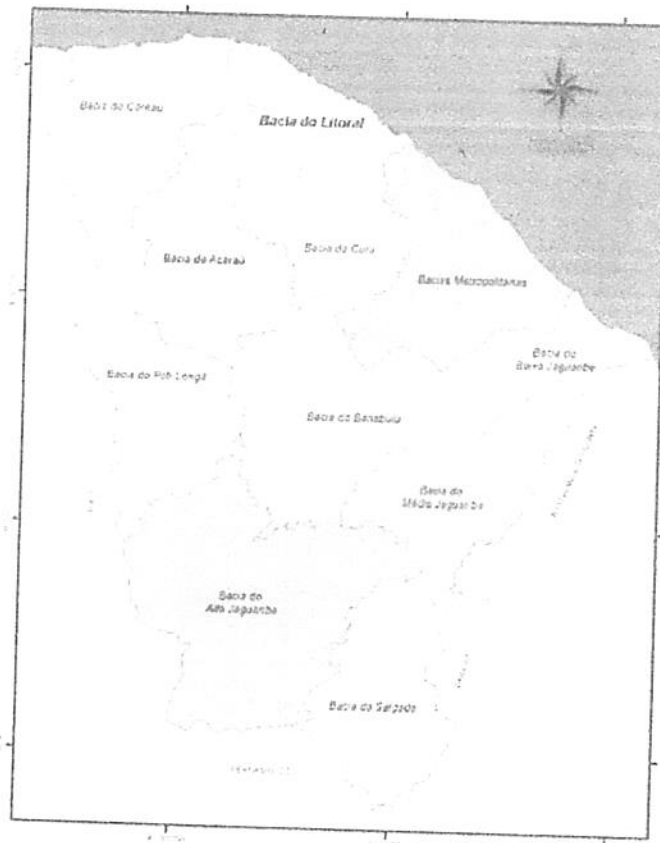 Bacia do Coreaú
Bacia do Litoral
Bacia do Acaraú
Bacia do Curu
Bacias Metropolitanas
Bacia do
Baixo Jaguaribe
Bacia do Poti-Longá
Bacia do Banabuiu
Bacia do
Médio Jaguaribe
Bacia do
Alto Jaguaribe
Bacia do Salgado